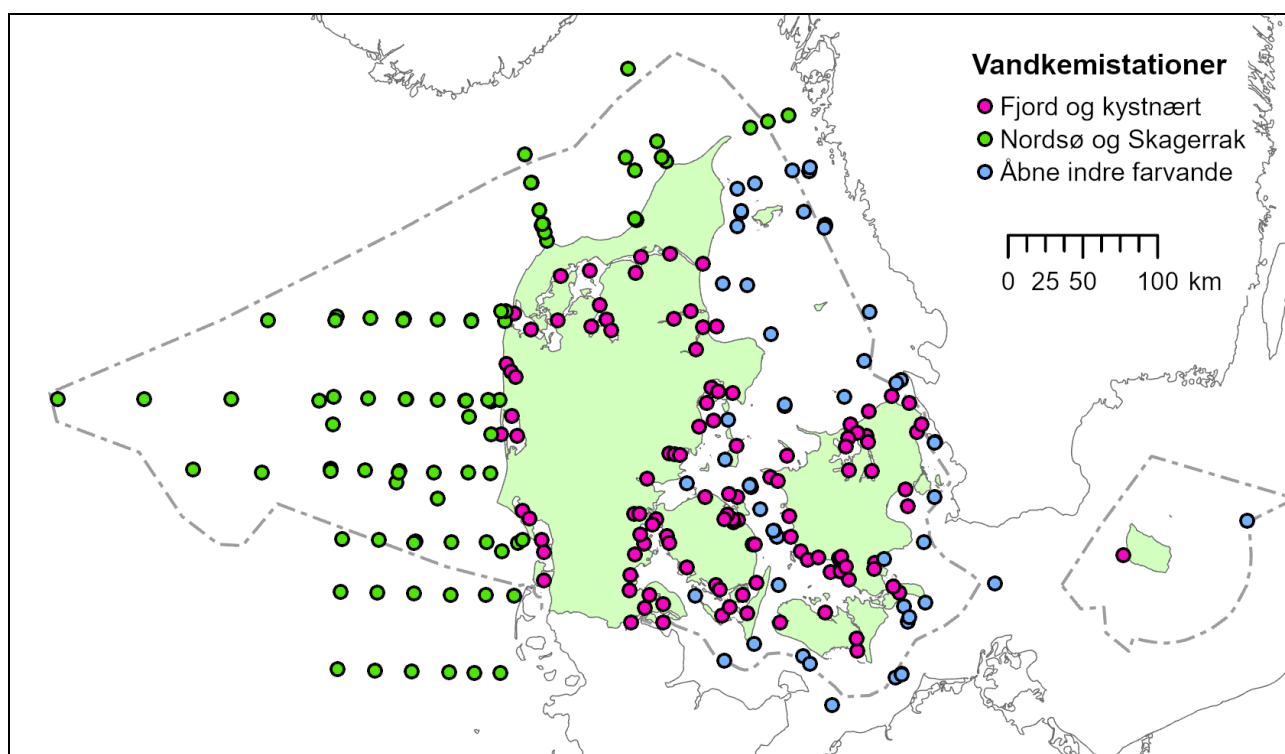 Vandkemistationer
Fjord og kystnært
Nordsø og Skagerrak
Åbne indre farvande
0 25 50 100 km